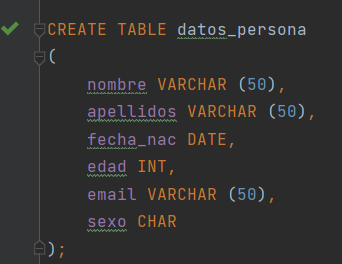 CREATE TABLE datos_persona
(
nombre VARCHAR (50),
apellidos VARCHAR (50),
fecha_nac DATE,
edad INT,
email VARCHAR (50),
sexo CHAR
);